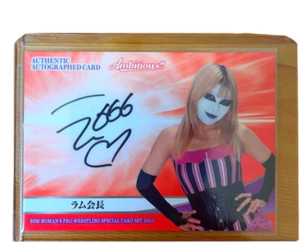 AUTHENTIC
AUTOGRAPHED CARD
Ambitious
666
ラム会長
BBM WOMAN'S PRO-WRESTLING SPECIAL CARD SET